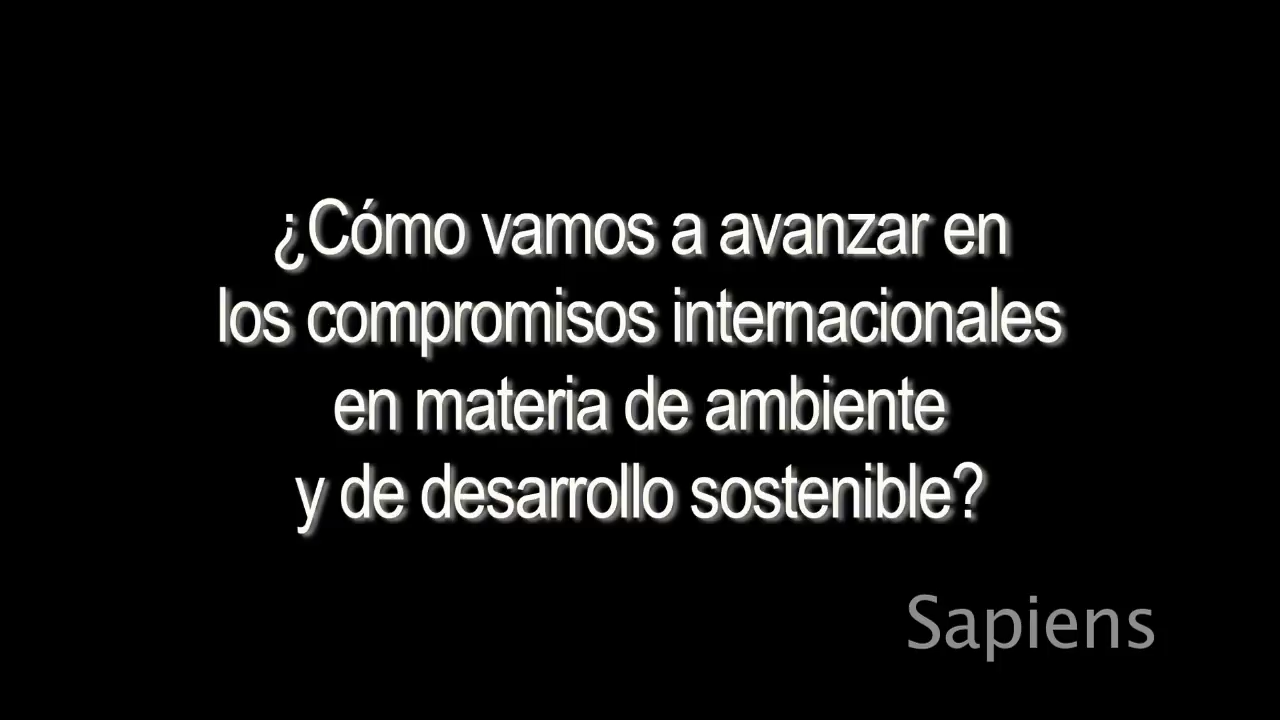 ¿Cómo vamos a avanzar en
los compromisos internacionales
en materia de ambiente
y de desarrollo sostenible?
Sapiens